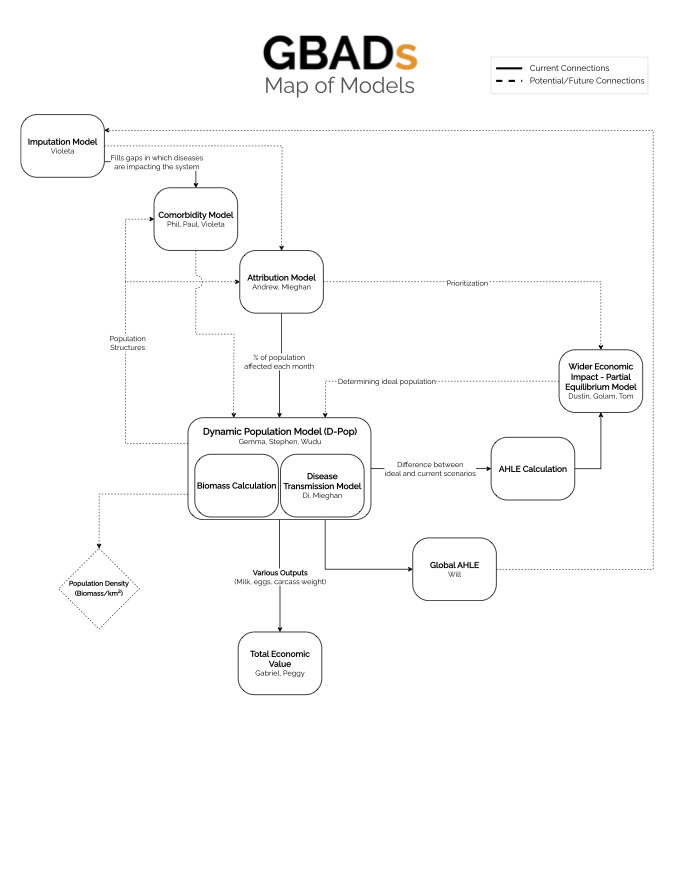 GBADs
Map of Models
Current Connections
Potential/Future Connections
Imputation Model
Violeta
Fills gaps in which diseases
are impacting the system
Comorbidity Model
Phil, Paul, Violeta
Attribution Model
Andrew, Mieghan
Prioritization
Population
Structures
% of population
affected each month
Wider Economic
Impact - Partial
Equilibrium Model
Dustin, Golam, Tom
Determining ideal population
Dynamic Population Model (D-Pop)
Gemma, Stephen, Wudu
Biomass Calculation
Disease
Transmission Model
Di, Mieghan
Difference between
ideal and current scenarios
AHLE Calculation
Population Density
(Biomass/km²)
Various Outputs
(Milk, eggs, carcass weight)
Global AHLE
Will
Total Economic
Value
Gabriel, Peggy